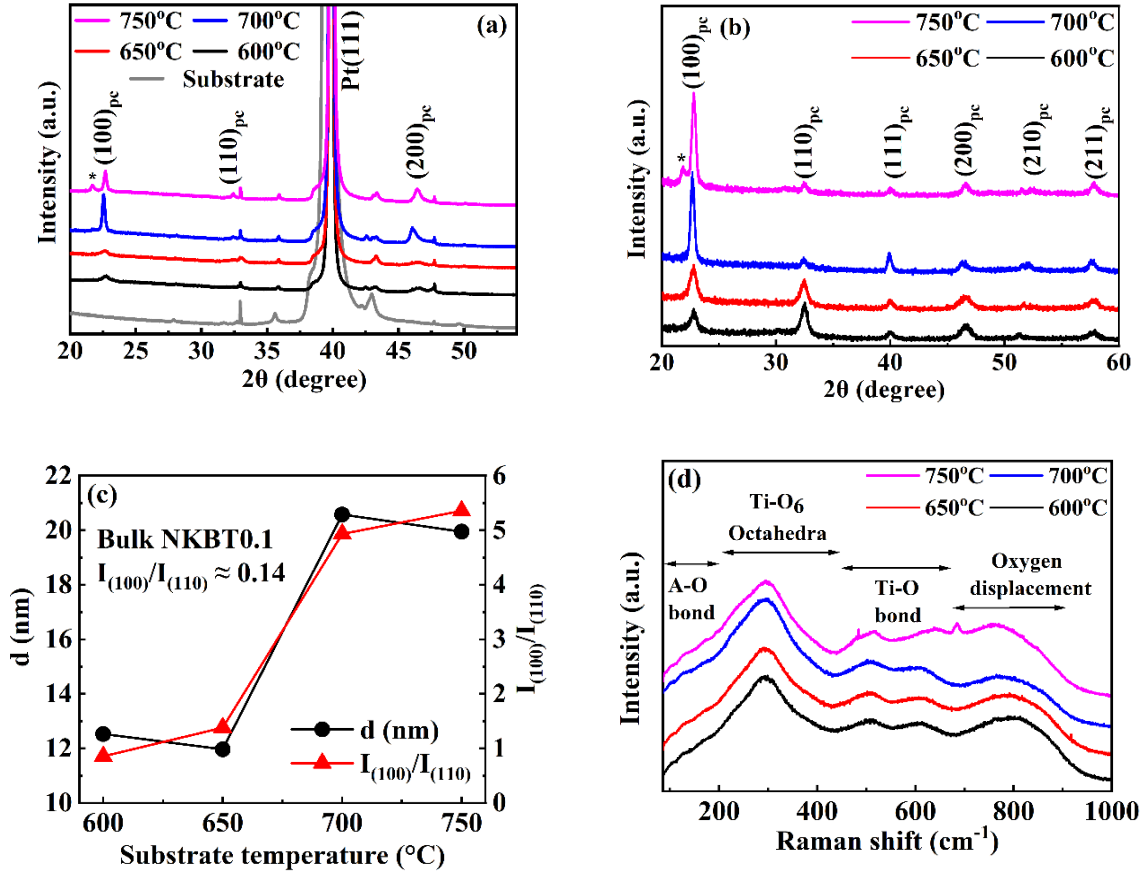 750°C 700°C (a)
650°C 600°C
Substrate
Pt(111)
* (100)pc
(110)pc
(200)pc
Intensity (a.u.)
20 25 30 35 40 45 50
2θ (degree)
(b) 750°C 700°C
650°C 600°C
* (100)pc
(110)pc
(111)pc
(200)pc
(210)pc
(211)pc
Intensity (a.u.)
20 30 40 50 60
2θ (degree)
(c)
Bulk NKBT0.1
I(100)/I(110) ≈ 0.14
d (nm)
I(100)/I(110)
22
20
18
16
14
12
10
6
5
4
3
2
1
0
d (nm)
I(100)/I(110)
600 650 700 750
Substrate temperature (°C)
(d) 750°C 700°C
650°C 600°C
Ti-O6
Octahedra
A-O
bond
Ti-O
bond
Oxygen
displacement
Intensity (a.u.)
200 400 600 800 1000
Raman shift (cm-1)